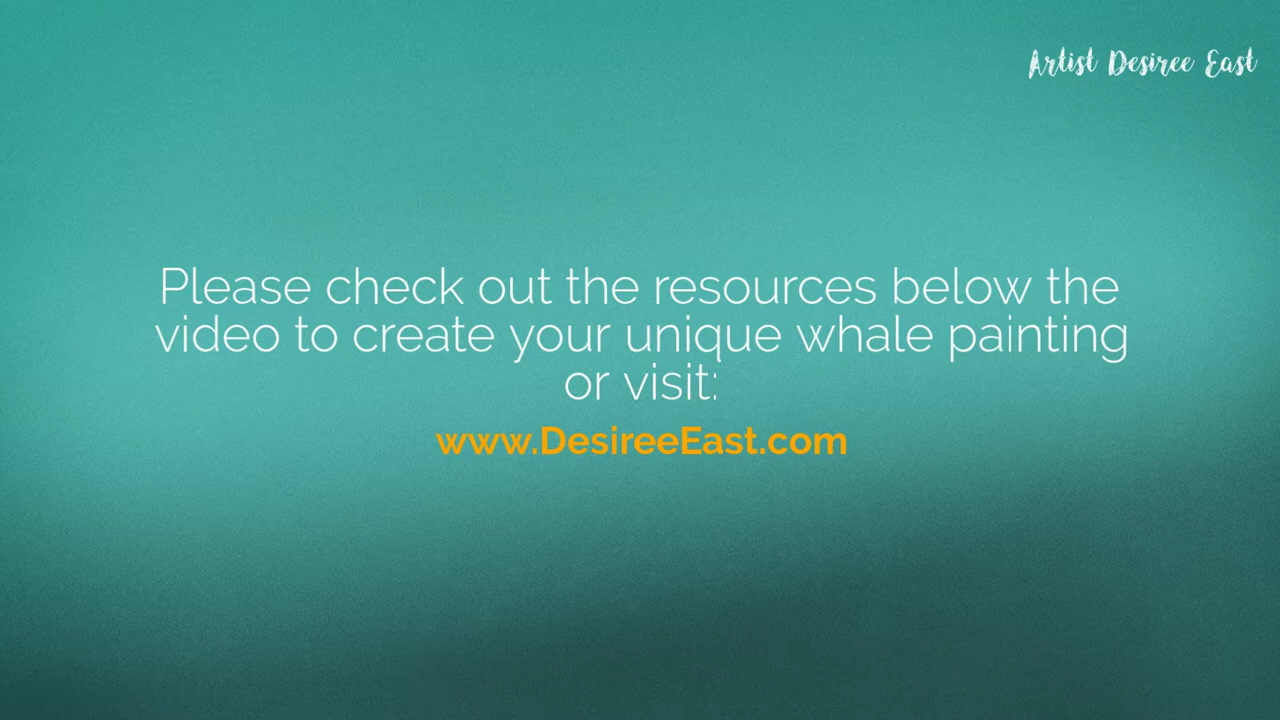 Artist Desiree East
Please check out the resources below the
video to create your unique whale painting
or visit:
www.DesireeEast.com